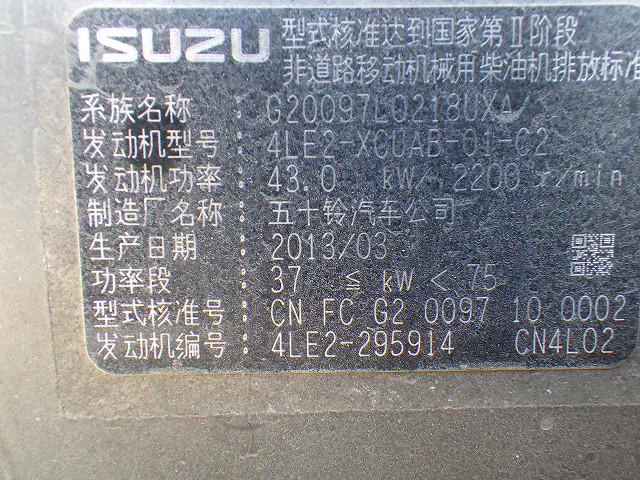 ISUZU 型式核准达到国家第Ⅱ阶段
非道路移动机械用柴油机排放标准
系族名称 : G20097LQ218UXA
发动机型号 : 4LE2-XCUAB-01-C2
发动机功率 : 43.0 kW/ 2200 r/min
制造厂名称 : 五十铃汽车公司
生产日期 : 2013/03
功率段 : 37 ≤ kW < 75
型式核准号 : CN FC G2 0097 10 0002
发动机编号 : 4LE2-295914 CN4L02